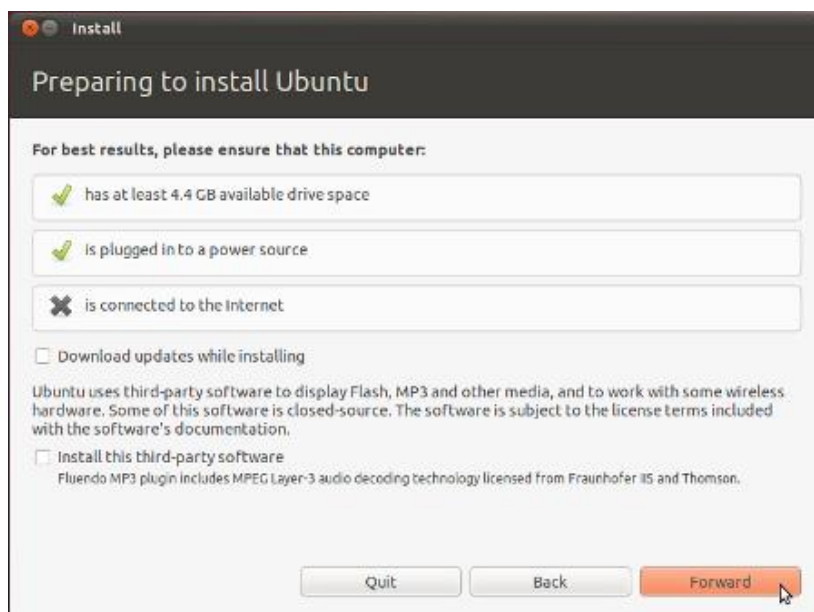 Install
Preparing to install Ubuntu
For best results, please ensure that this computer:
has at least 4.4 GB available drive space
is plugged in to a power source
is connected to the Internet
Download updates while installing
Ubuntu uses third-party software to display Flash, MP3 and other media, and to work with some wireless
hardware. Some of this software is closed-source. The software is subject to the license terms included
with the software's documentation.
Install this third-party software
Fluendo MP3 plugin includes MPEG Layer-3 audio decoding technology licensed from Fraunhofer IIS and Thomson.
Quit Back Forward